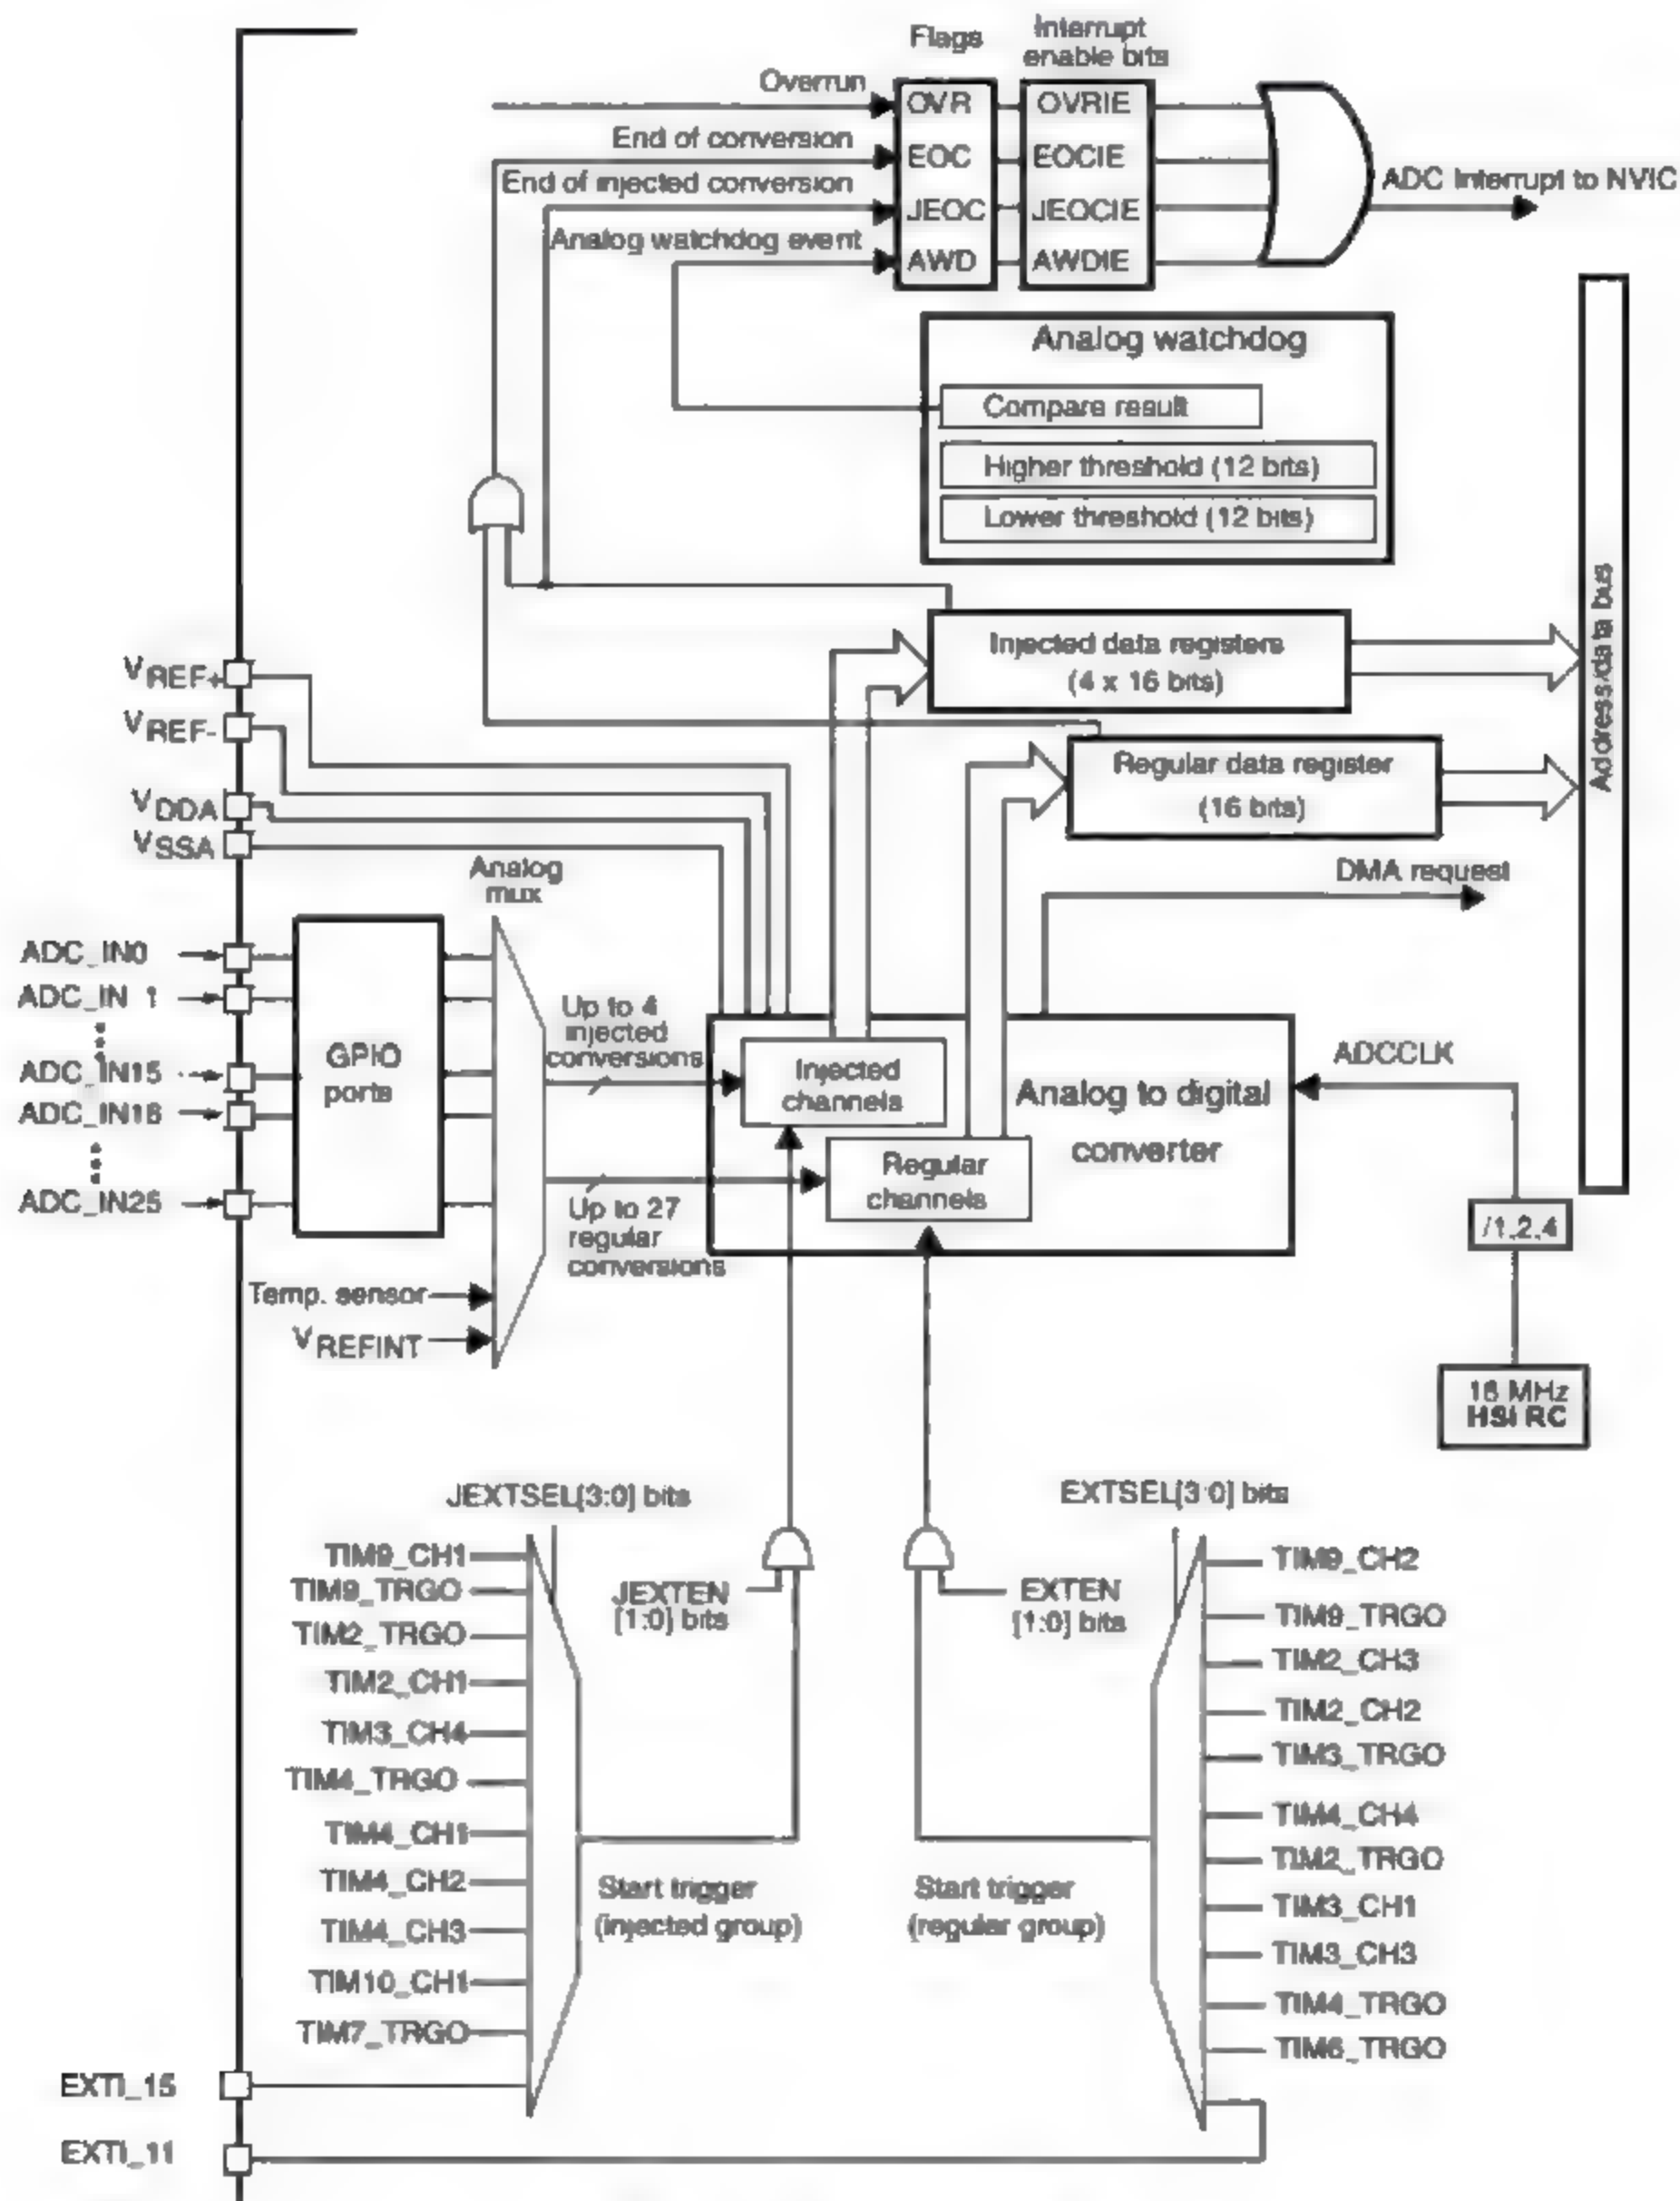 Flags
Interrupt
enable bits
Overrun
OVR
OVRIE
End of conversion
EOC
EOCIE
End of injected conversion
JEOC
JEOCIE
ADC Interrupt to NVIC
Analog watchdog event
AWD
AWDIE
Analog watchdog
Compare result
Higher threshold (12 bits)
Lower threshold (12 bits)
Address/data bus
Injected data registers
(4 x 16 bits)
VREF+
VREF-
Regular data register
(16 bits)
VDDA
VSSA
DMA request
Analog
mux
ADC_IN0
ADC_IN 1
ADC_IN15
ADC_IN16
ADC_IN25
GPIO
ports
Up to 4
injected
conversions
Injected
channels
Analog to digital
converter
ADCCLK
Regular
channels
Up to 27
regular
conversions
/1,2,4
Temp. sensor
VREFINT
16 MHz
HSI RC
JEXTSEL[3:0] bits
EXTSEL[3:0] bits
TIM9_CH1
TIM9_TRGO
TIM2_TRGO
TIM2_CH1
TIM3_CH4
TIM4_TRGO
TIM4_CH1
TIM4_CH2
TIM4_CH3
TIM10_CH1
TIM7_TRGO
JEXTEN
[1:0] bits
EXTEN
[1:0] bits
TIM9_CH2
TIM9_TRGO
TIM2_CH3
TIM2_CH2
TIM3_TRGO
TIM4_CH4
TIM2_TRGO
TIM3_CH1
TIM3_CH3
TIM4_TRGO
TIM6_TRGO
Start trigger
(injected group)
Start trigger
(regular group)
EXTI_15
EXTI_11